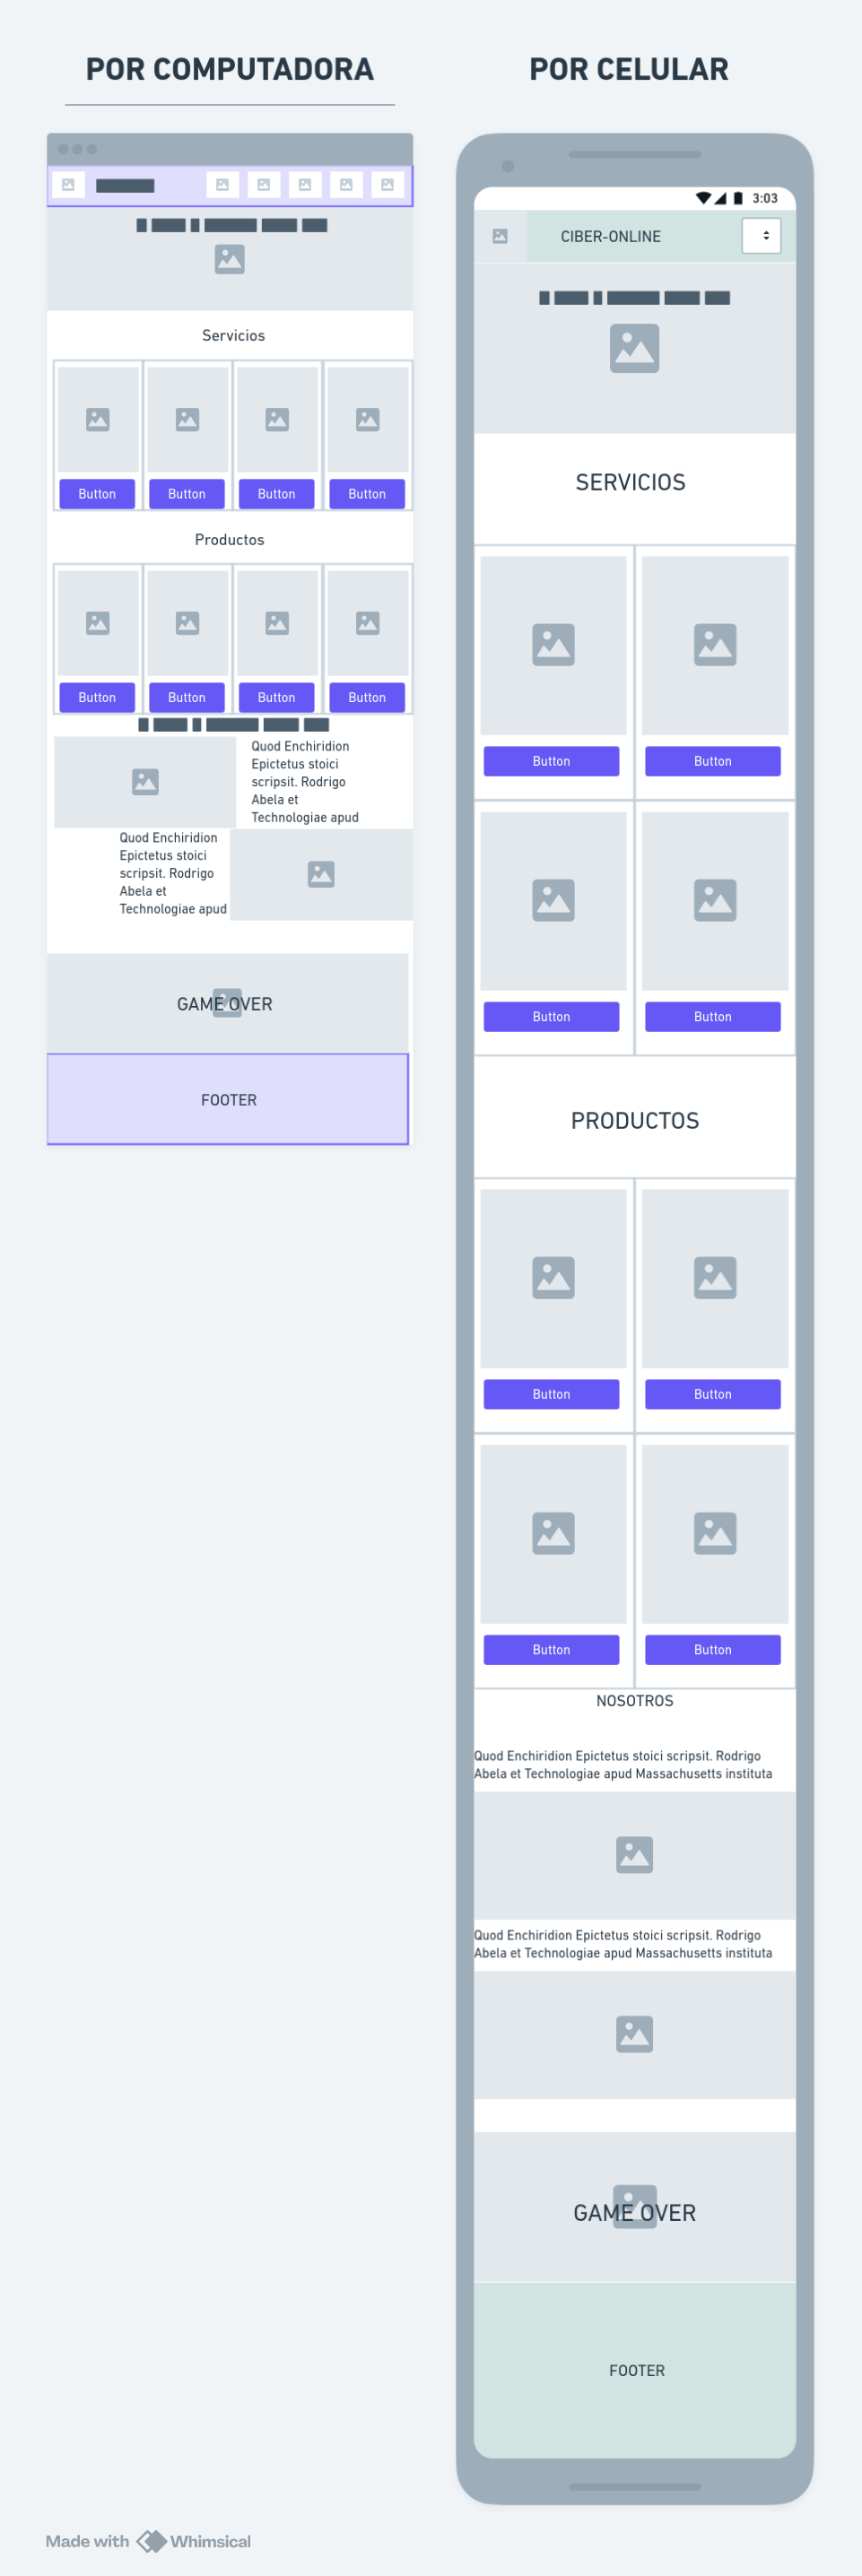 POR COMPUTADORA
Servicios
Button Button Button Button
Productos
Button Button Button Button
Quod Enchiridion
Epictetus stoici
scripsit. Rodrigo
Abela et
Technologiae apud
Quod Enchiridion
Epictetus stoici
scripsit. Rodrigo
Abela et
Technologiae apud
GAME OVER
FOOTER
POR CELULAR
3:03
CIBER-ONLINE
SERVICIOS
Button Button
Button Button
PRODUCTOS
Button Button
Button Button
NOSOTROS
Quod Enchiridion Epictetus stoici scripsit. Rodrigo
Abela et Technologiae apud Massachusetts instituta
Quod Enchiridion Epictetus stoici scripsit. Rodrigo
Abela et Technologiae apud Massachusetts instituta
GAME OVER
FOOTER
Made with Whimsical